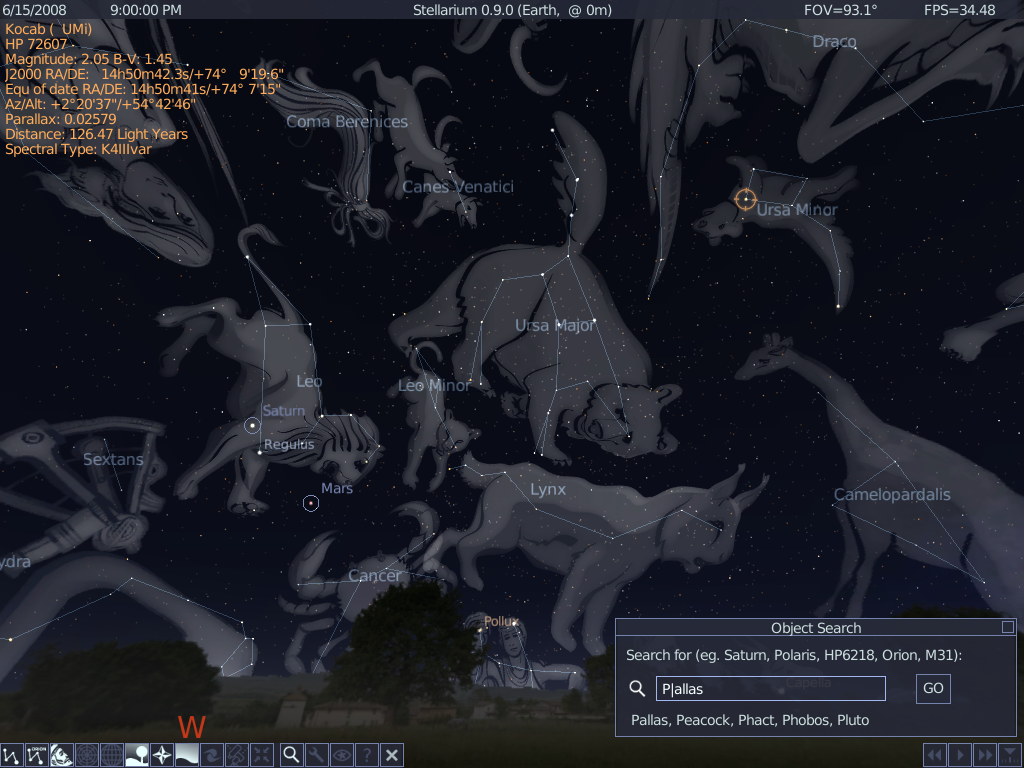 6/15/2008 9:00:00 PM Stellarium 0.9.0 (Earth, @ 0m) FOV=93.1° FPS=34.48
Kocab ( UMi)
HP 72607
Magnitude: 2.05 B-V: 1.45
J2000 RA/DE: 14h50m42.3s/+74° 9'19:6"
Equ of date RA/DE: 14h50m41s/+74° 7'15"
Az/Alt: +2°20'37"/+54°42'46"
Parallax: 0.02579
Distance: 126.47 Light Years
Spectral Type: K4IIIvar
Draco
Coma Berenices
Canes Venatici
Ursa Minor
Ursa Major
Leo
Leo Minor
Saturn
Regulus
Sextans
Mars
Lynx
Camelopardalis
ydra
Cancer
Pollux
Object Search
Search for (eg. Saturn, Polaris, HP6218, Orion, M31):
Capella
P|allas GO
Pallas, Peacock, Phact, Phobos, Pluto
W
ORION
?